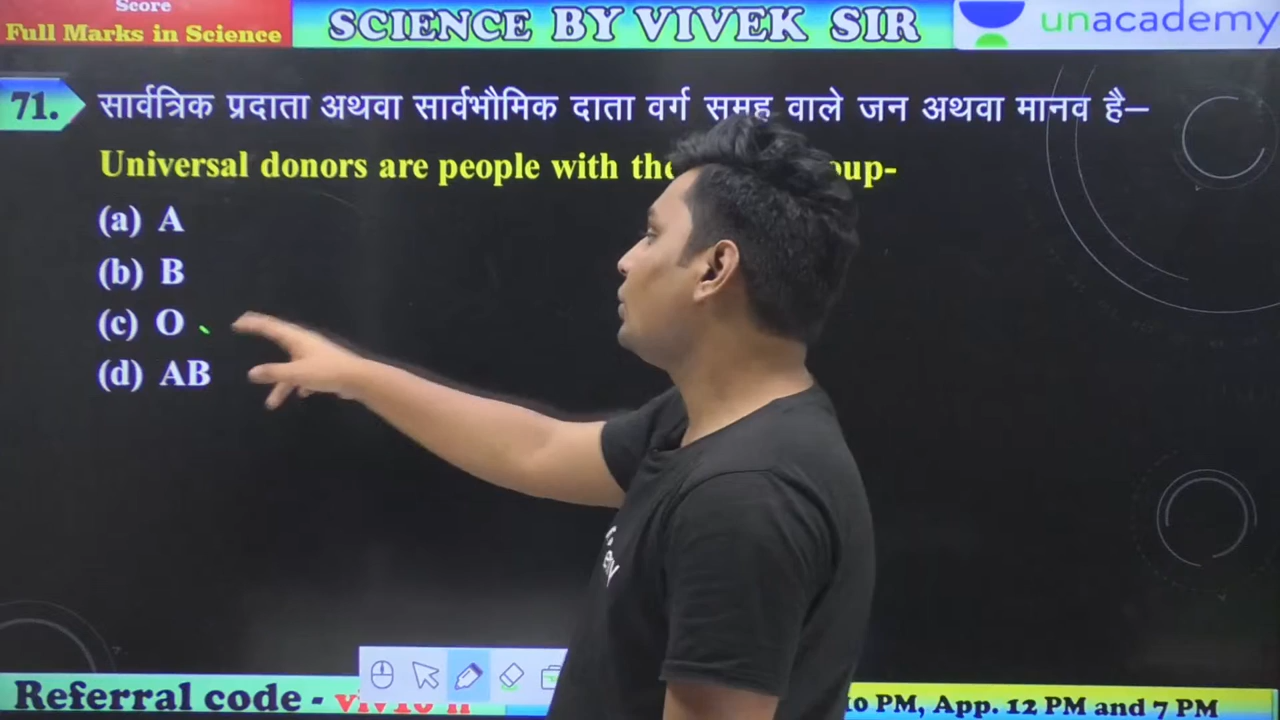 Score
Full Marks in Science
SCIENCE BY VIVEK SIR
unacademy
71.
सार्वत्रिक प्रदाता अथवा सार्वभौमिक दाता वर्ग समूह वाले जन अथवा मानव है–
Universal donors are people with the
(a) A
(b) B
(c) O
(d) AB
Referral code -
PM, App. 12 PM and 7 PM